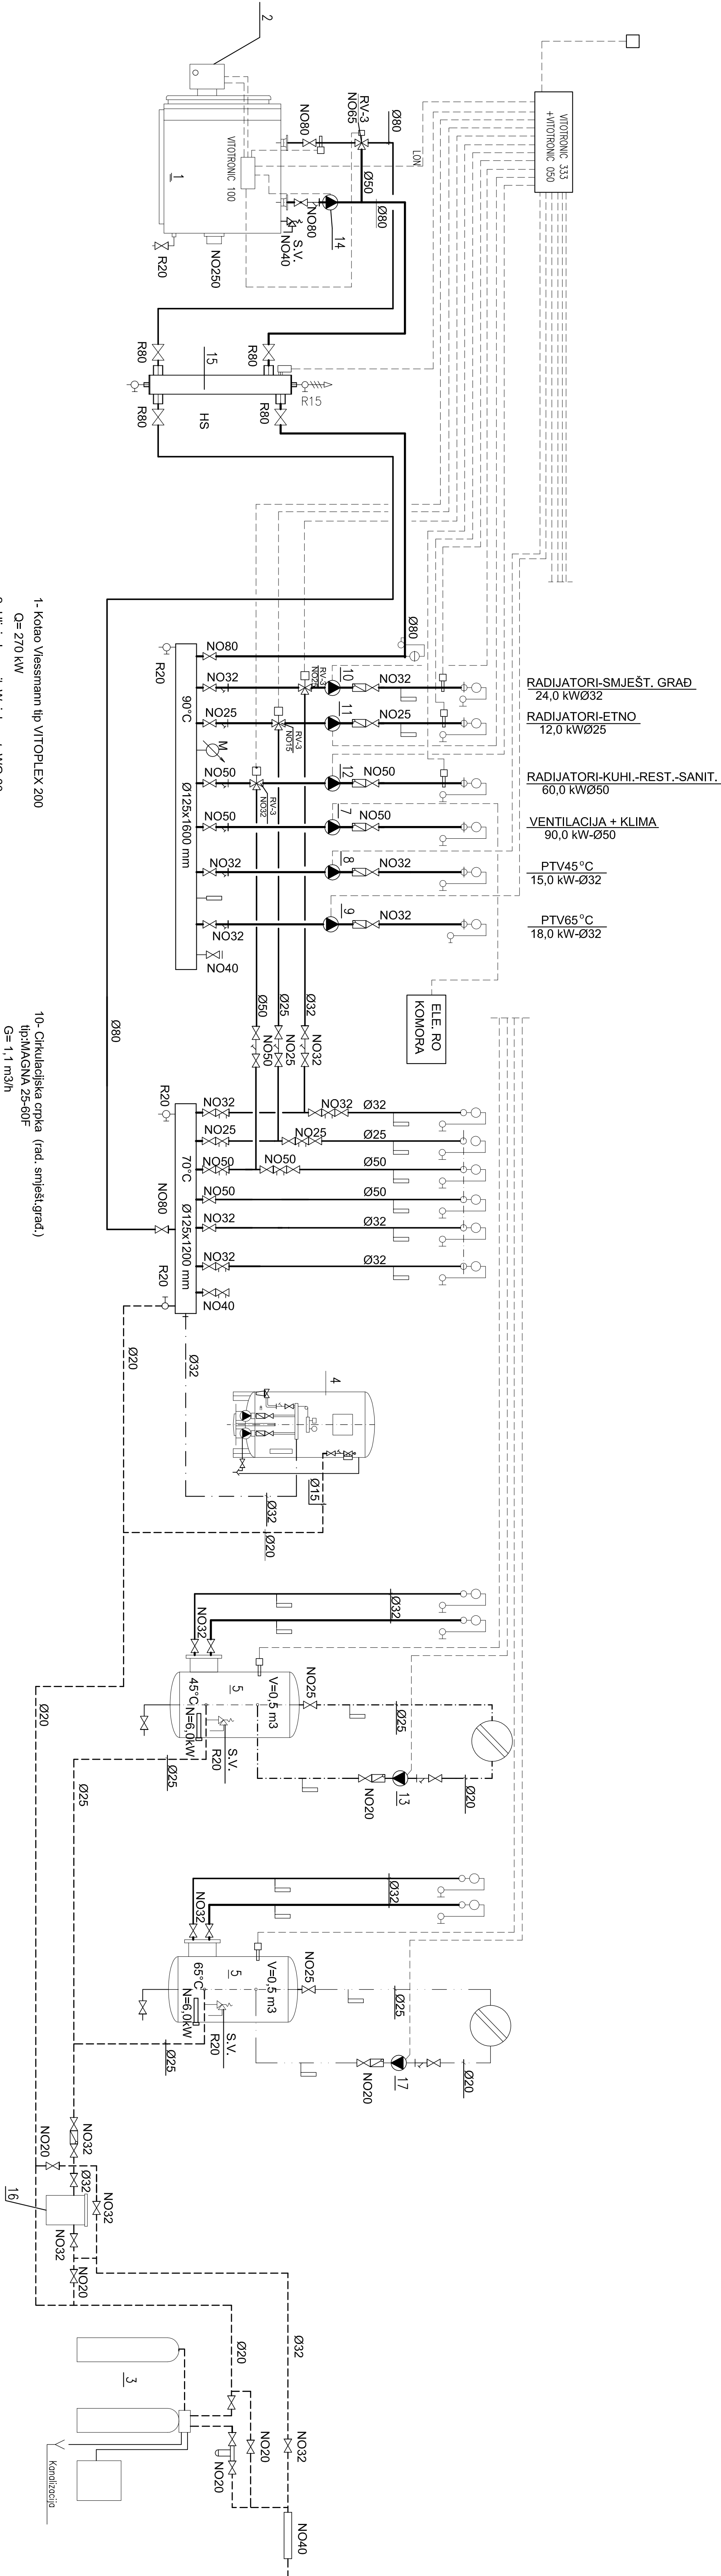 2
VITOTRONIC 333
+VITOTRONIC 050
RV-3
NO65
Ø80
NO80
LON
VITOTRONIC 100
Ø50
Ø80
1
NO80
14
S.V.
NO40
NO250
R20
R80
R80
15
R15
R80
R80
HS
1- Kotao Viessmann tip VITOPLEX 200
Q= 270 kW
Ø80
NO80
R20
NO32
RV-3
NO25
10
NO32
RADIJATORI-SMJEŠT. GRAĐ
24,0 kWØ32
90°C
NO25
RV-3
NO15
11
NO25
RADIJATORI-ETNO
12,0 kWØ25
M
NO50
RV-3
NO32
12
NO50
RADIJATORI-KUHI.-REST.-SANIT.
60,0 kWØ50
Ø125x1600 mm
NO50
7
NO50
VENTILACIJA + KLIMA
90,0 kW-Ø50
NO32
8
NO32
PTV45°C
15,0 kW-Ø32
NO32
9
NO32
PTV65°C
18,0 kW-Ø32
NO40
ELE. RO
KOMORA
Ø50
Ø25
Ø32
NO50
NO25
NO32
Ø80
10- Cirkulacijska crpka (rad. smješt.građ.)
tip:MAGNA 25-60F
G= 1,1 m3/h
R20
NO32
NO32
Ø32
NO25
NO25
Ø25
70°C
NO50
NO50
Ø50
NO50
Ø50
NO80
Ø125x1200 mm
NO32
Ø32
R20
NO32
Ø32
NO40
Ø20
Ø32
4
Ø15
Ø32
Ø20
Ø32
NO32
5
45°C
V=0,5 m3
N=6,0kW
NO25
Ø25
S.V.
R20
13
NO20
Ø20
Ø20
Ø25
Ø25
Ø32
NO32
5
65°C
V=0,5 m3
N=6,0kW
NO25
Ø25
S.V.
R20
17
NO20
Ø20
Ø25
NO32
NO20
Ø32
NO32
16
NO32
NO20
Ø32
Ø20
3
NO32
NO20
NO20
Kanalizacija
NO40